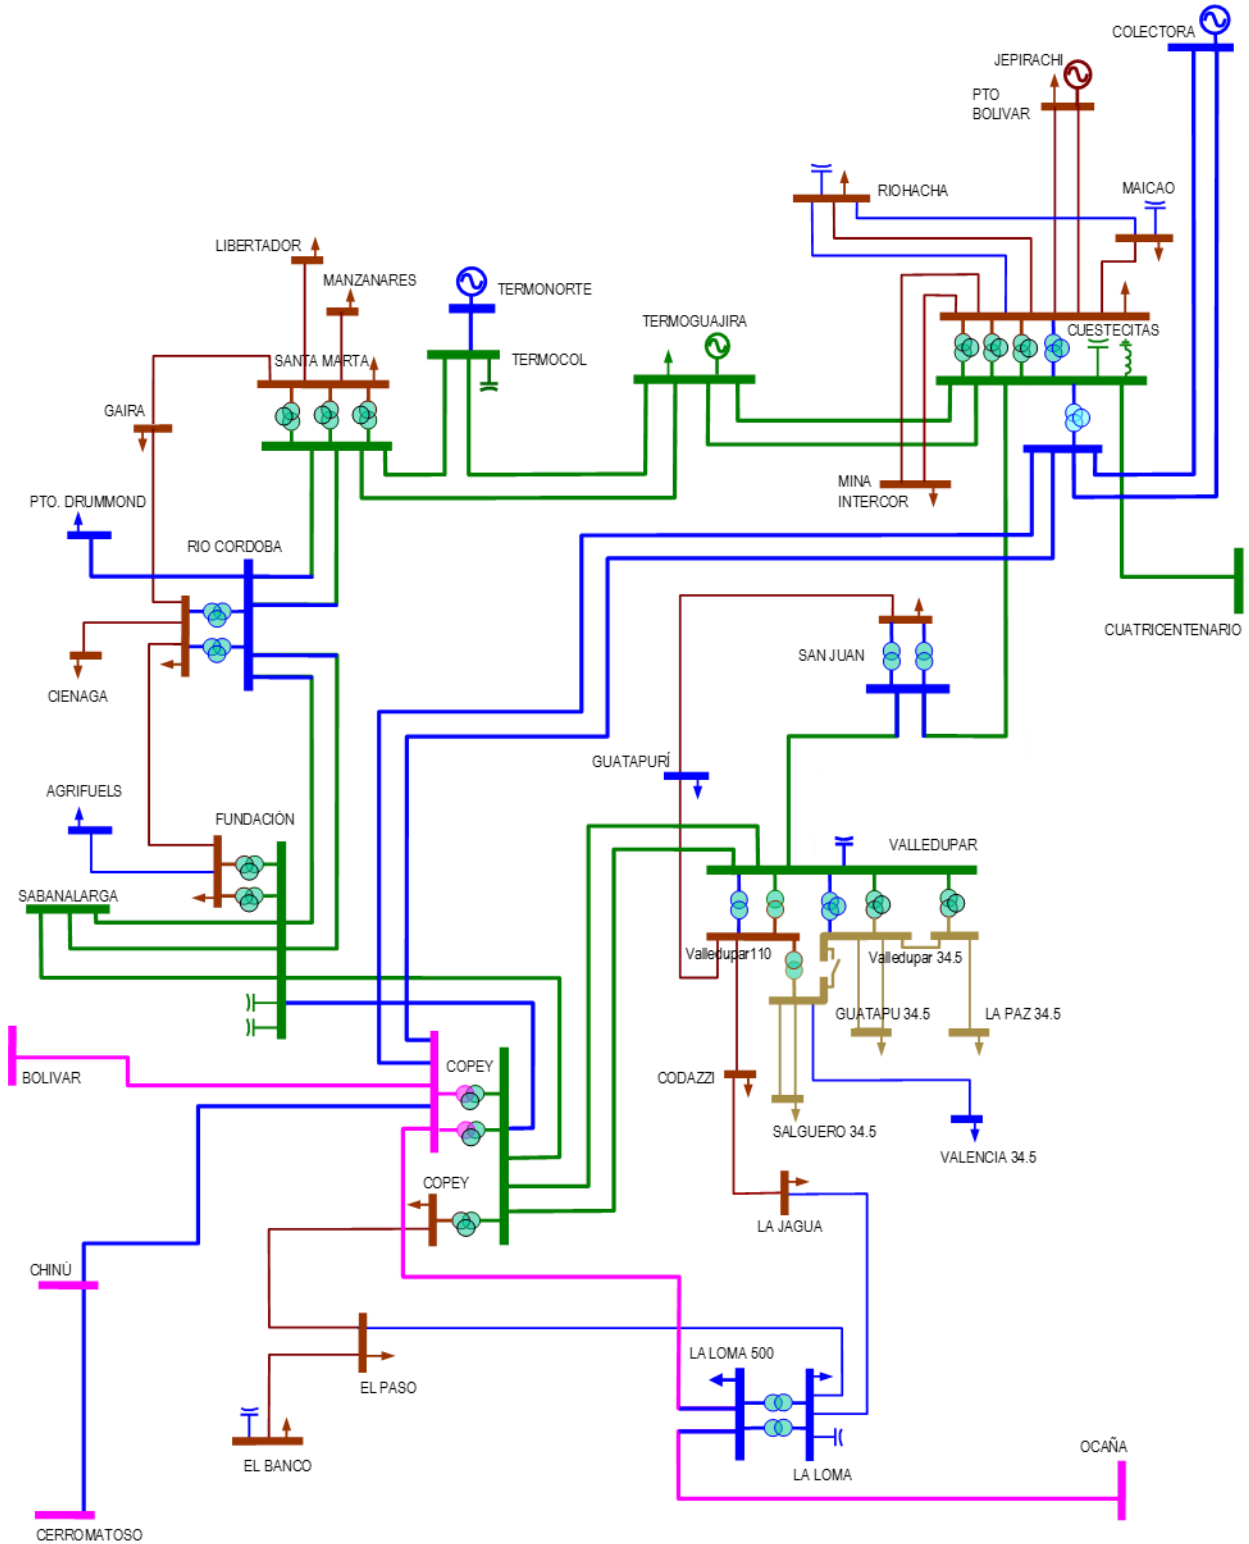 COLECTORA
JEPIRACHI
PTO
BOLIVAR
RIOHACHA
MAICAO
LIBERTADOR
MANZANARES
TERMONORTE
TERMOGUAJIRA
CUESTECITAS
SANTA MARTA
TERMOCOL
GAIRA
MINA
INTERCOR
PTO. DRUMMOND
RIO CORDOBA
CUATRICENTENARIO
SAN JUAN
CIENAGA
GUATAPURÍ
AGRIFUELS
FUNDACIÓN
VALLEDUPAR
SABANALARGA
Valledupar110
Valledupar 34.5
GUATAPU 34.5
LA PAZ 34.5
COPEY
BOLIVAR
CODAZZI
SALGUERO 34.5
VALENCIA 34.5
COPEY
LA JAGUA
CHINÚ
LA LOMA 500
EL PASO
OCAÑA
EL BANCO
LA LOMA
CERROMATOSO